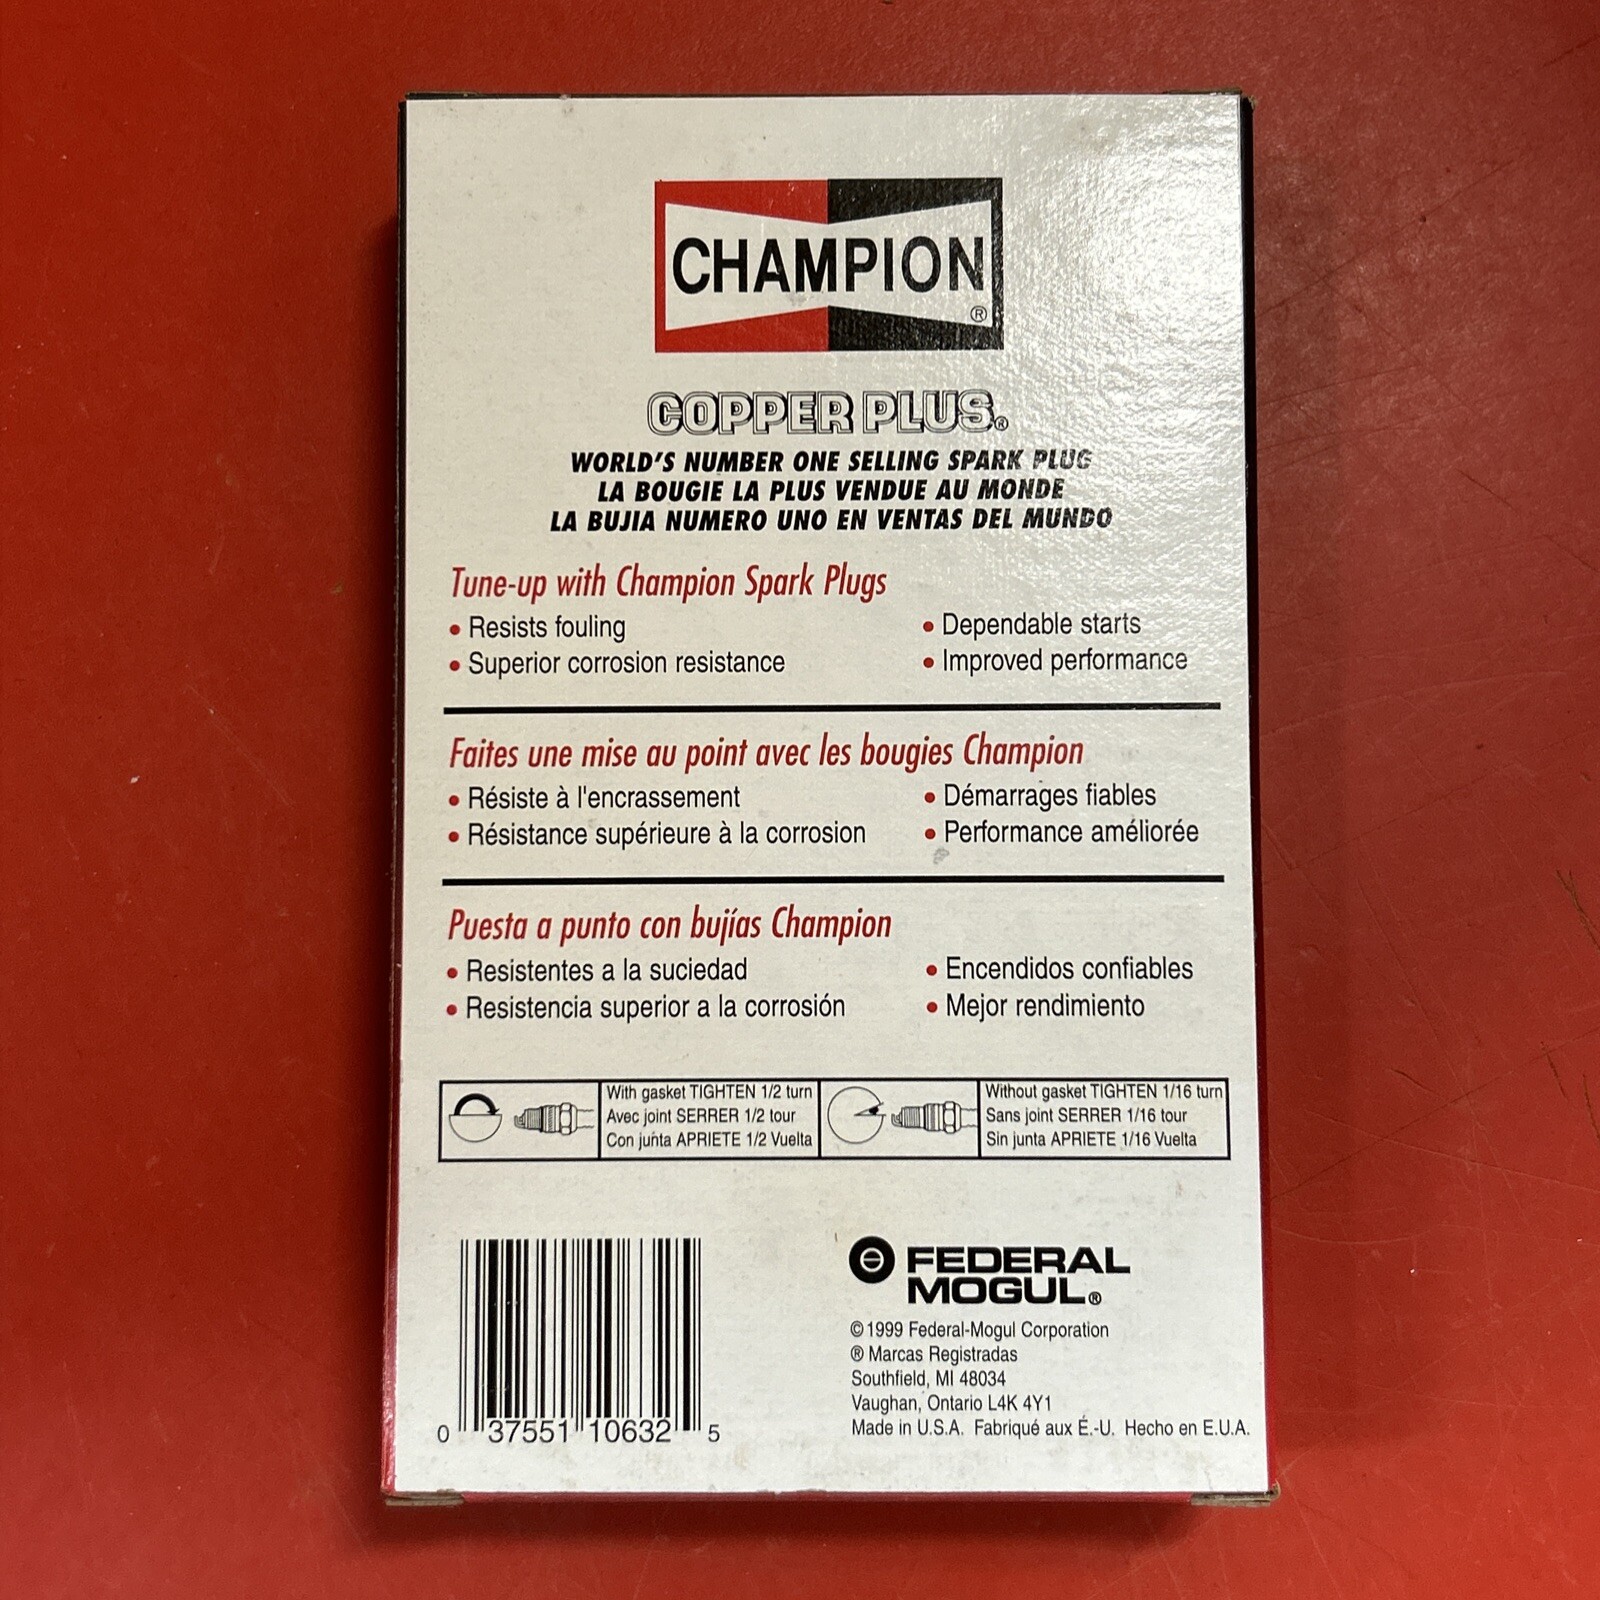 CHAMPION
®
COPPER PLUS®
WORLD'S NUMBER ONE SELLING SPARK PLUG
LA BOUGIE LA PLUS VENDUE AU MONDE
LA BUJIA NUMERO UNO EN VENTAS DEL MUNDO
Tune-up with Champion Spark Plugs
• Resists fouling
• Superior corrosion resistance
• Dependable starts
• Improved performance
Faites une mise au point avec les bougies Champion
• Résiste à l'encrassement
• Résistance supérieure à la corrosion
• Démarrages fiables
• Performance améliorée
Puesta a punto con bujías Champion
• Resistentes a la suciedad
• Resistencia superior a la corrosión
• Encendidos confiables
• Mejor rendimiento
With gasket TIGHTEN 1/2 turn
Avec joint SERRER 1/2 tour
Con junta APRIETE 1/2 Vuelta
Without gasket TIGHTEN 1/16 turn
Sans joint SERRER 1/16 tour
Sin junta APRIETE 1/16 Vuelta
0 37551 10632 5
FEDERAL
MOGUL®
© 1999 Federal-Mogul Corporation
® Marcas Registradas
Southfield, MI 48034
Vaughan, Ontario L4K 4Y1
Made in U.S.A. Fabriqué aux É.-U. Hecho en E.U.A.